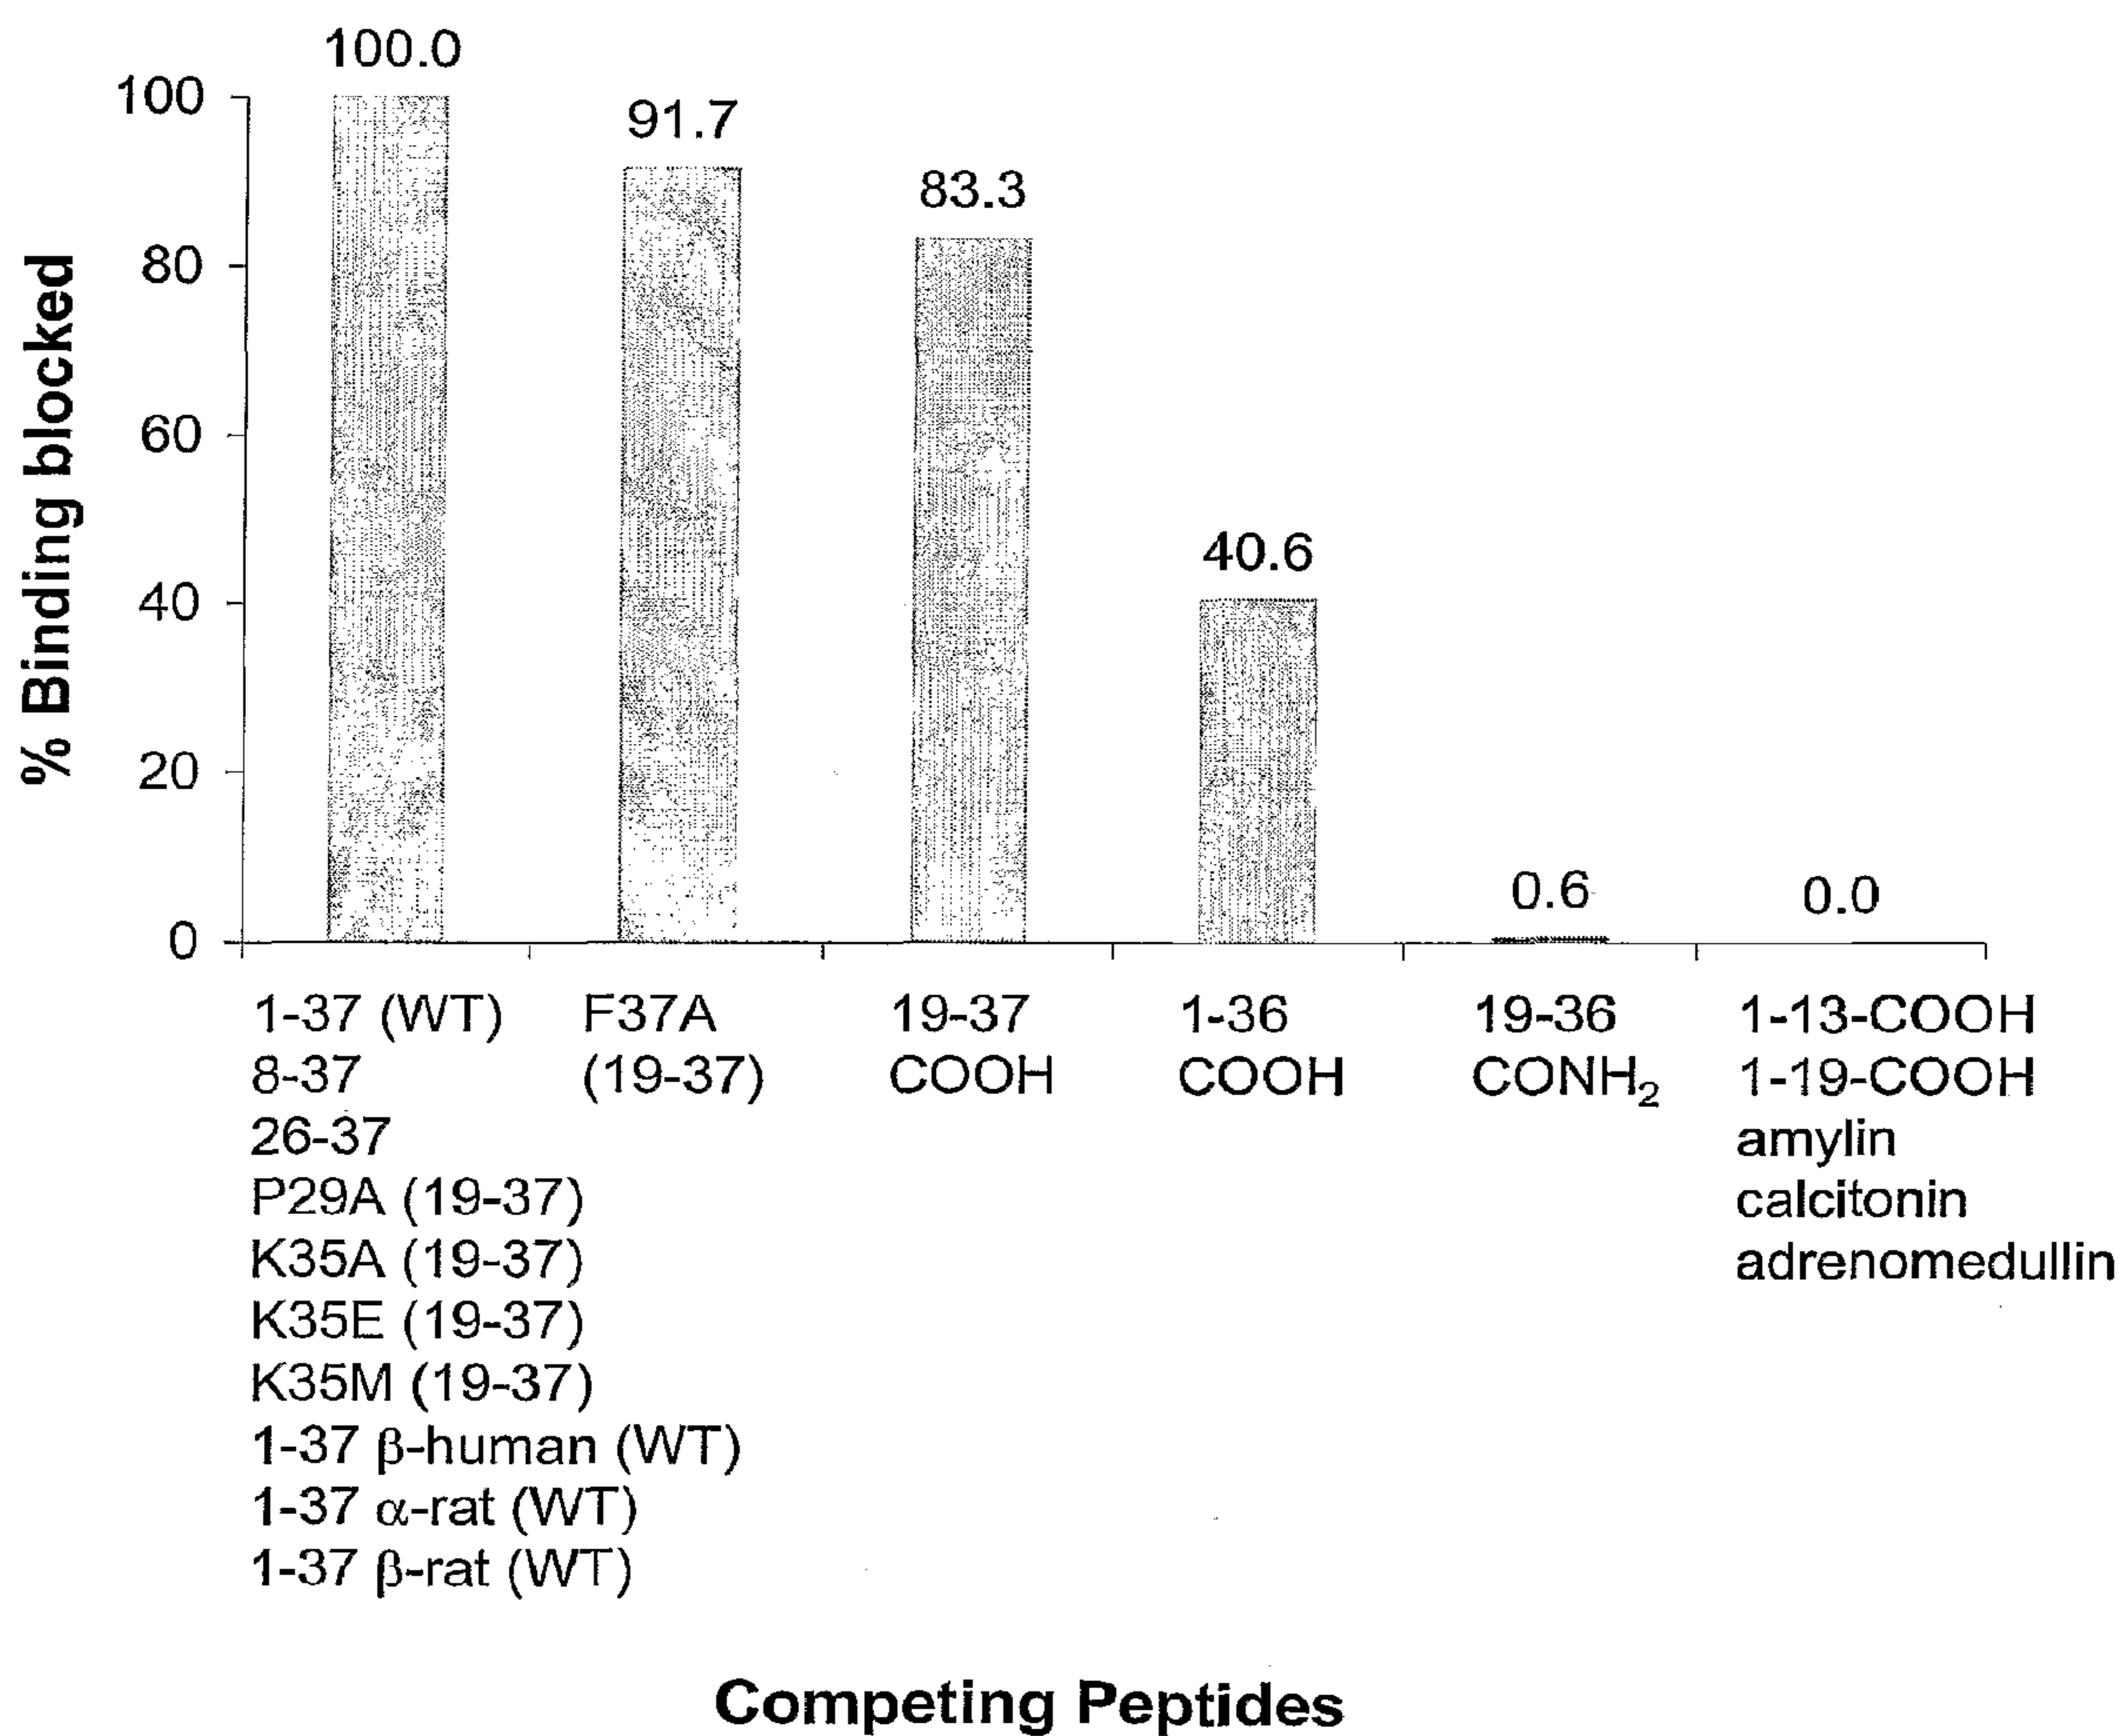 % Binding blocked
100
80
60
40
20
0
100.0
91.7
83.3
40.6
0.6
0.0
1-37 (WT)
8-37
26-37
P29A (19-37)
K35A (19-37)
K35E (19-37)
K35M (19-37)
1-37 β-human (WT)
1-37 α-rat (WT)
1-37 β-rat (WT)
F37A
(19-37)
19-37
COOH
1-36
COOH
19-36
CONH₂
1-13-COOH
1-19-COOH
amylin
calcitonin
adrenomedullin
Competing Peptides